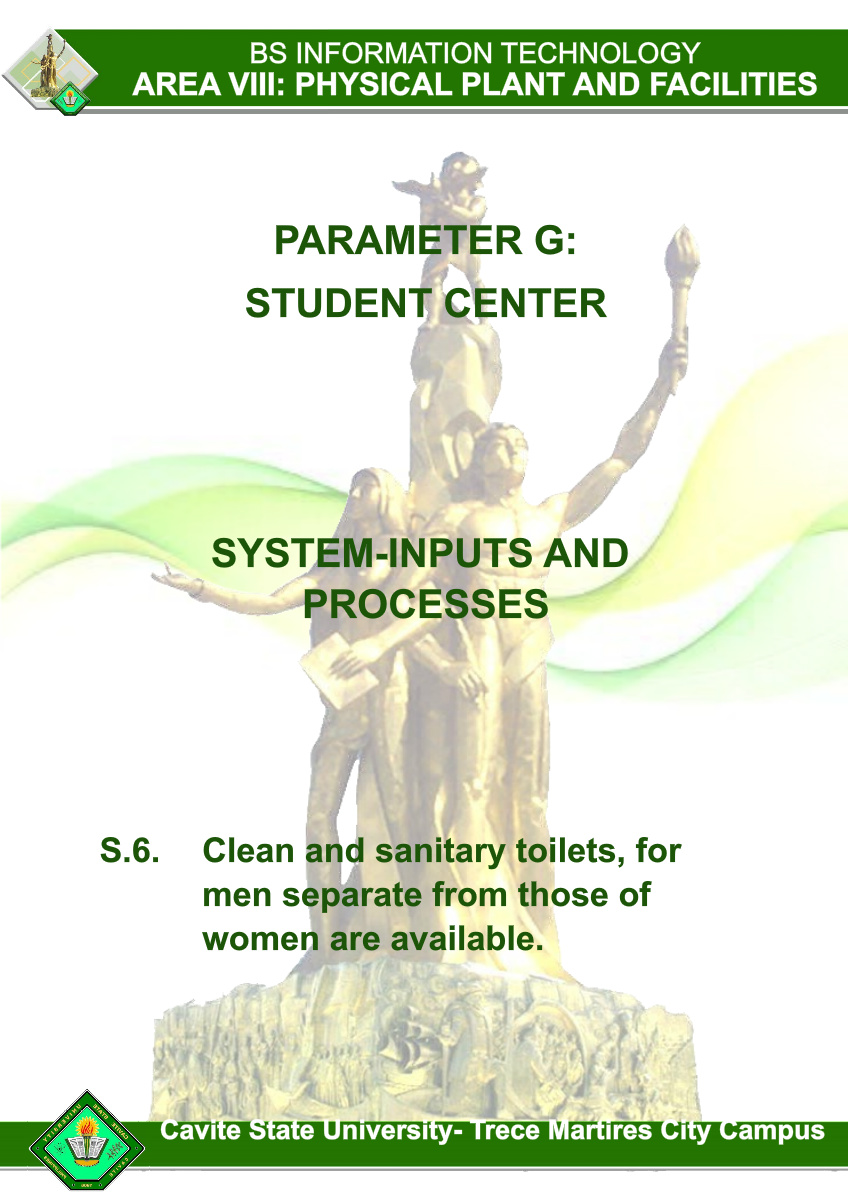 BS INFORMATION TECHNOLOGY
AREA VIII: PHYSICAL PLANT AND FACILITIES
PARAMETER G:
STUDENT CENTER
SYSTEM-INPUTS AND
PROCESSES
S.6. Clean and sanitary toilets, for
men separate from those of
women are available.
Cavite State University- Trece Martires City Campus